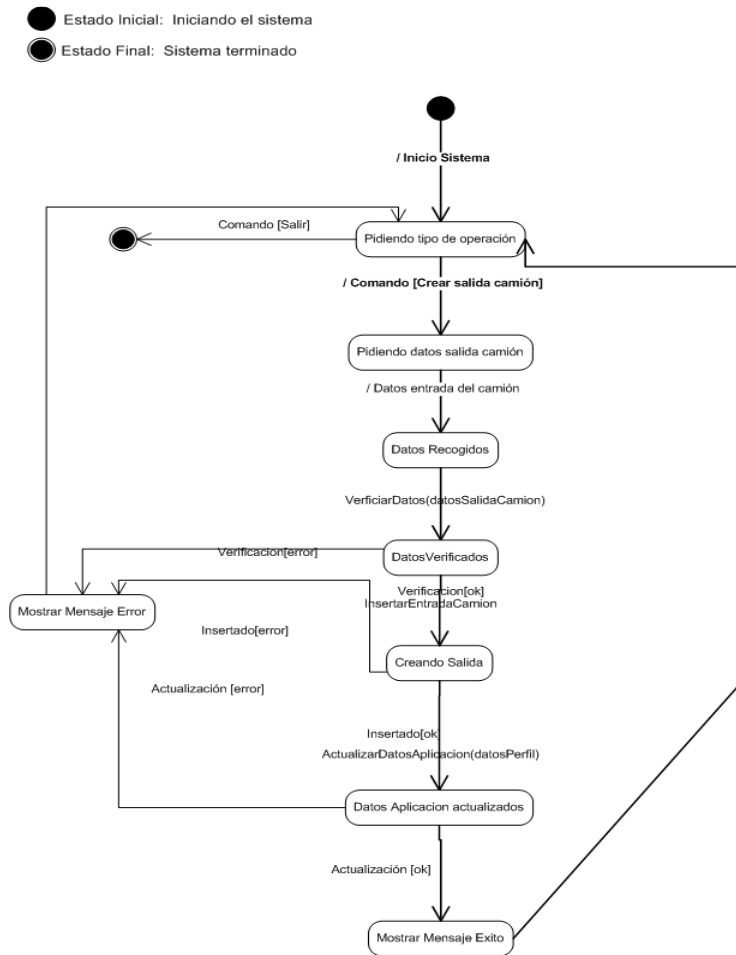 Estado Inicial: Iniciando el sistema
Estado Final: Sistema terminado
/ Inicio Sistema
Comando [Salir]
Pidiendo tipo de operación
/ Comando [Crear salida camión]
Pidiendo datos salida camión
/ Datos entrada del camión
Datos Recogidos
VerficiarDatos(datosSalidaCamion)
Verificacion[error]
DatosVerificados
Verificacion[ok]
InsertarEntradaCamion
Mostrar Mensaje Error
Insertado[error]
Creando Salida
Actualización [error]
Insertado[ok]
ActualizarDatosAplicacion(datosPerfil)
Datos Aplicacion actualizados
Actualización [ok]
Mostrar Mensaje Exito